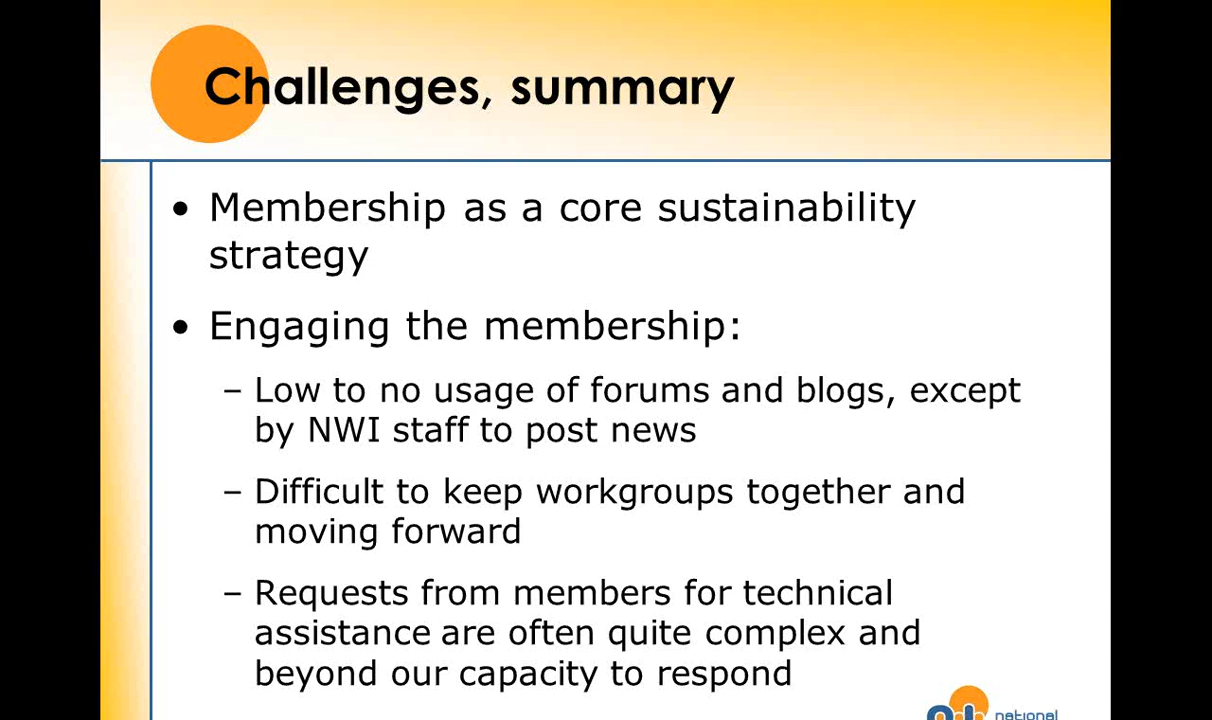 Challenges, summary
• Membership as a core sustainability
strategy
• Engaging the membership:
– Low to no usage of forums and blogs, except
by NWI staff to post news
– Difficult to keep workgroups together and
moving forward
– Requests from members for technical
assistance are often quite complex and
beyond our capacity to respond
national